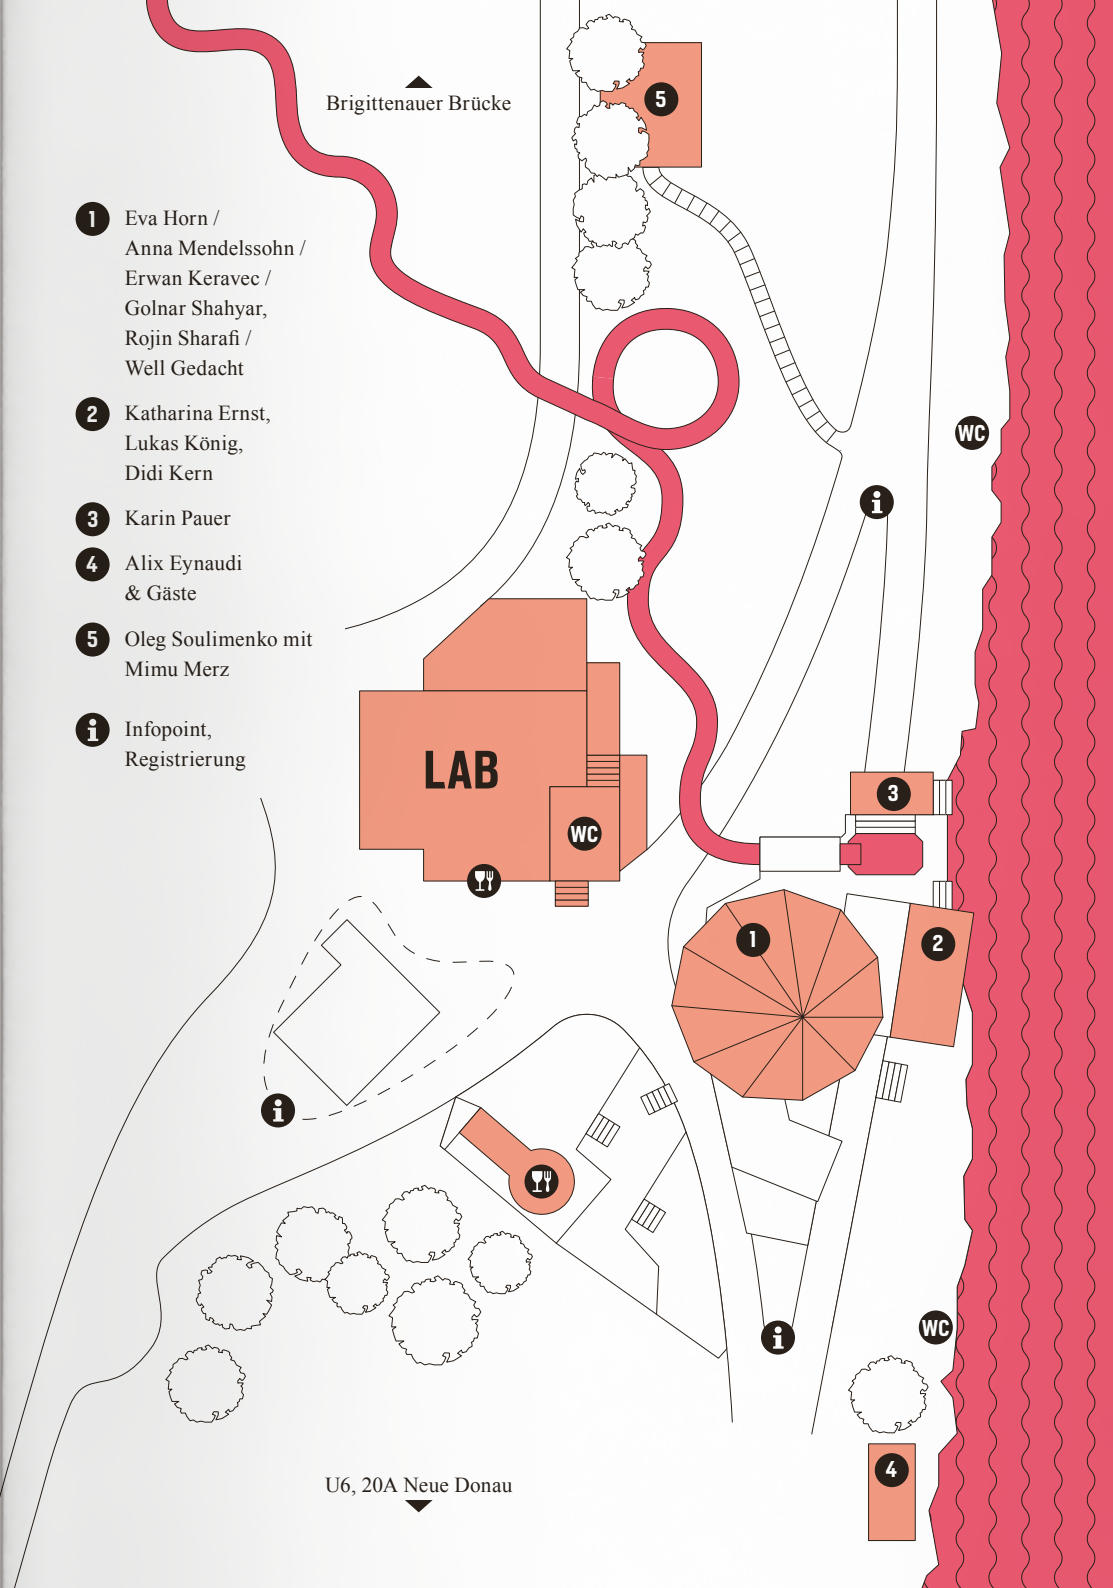 Brigittenauer Brücke
5
1 Eva Horn /
Anna Mendelssohn /
Erwan Keravec /
Golnar Shahyar,
Rojin Sharafi /
Well Gedacht
2 Katharina Ernst,
Lukas König,
Didi Kern
3 Karin Pauer
4 Alix Eynaudi
& Gäste
5 Oleg Soulimenko mit
Mimu Merz
i Infopoint,
Registrierung
WC
i
LAB
WC
3
1
2
i
i
WC
4
U6, 20A Neue Donau